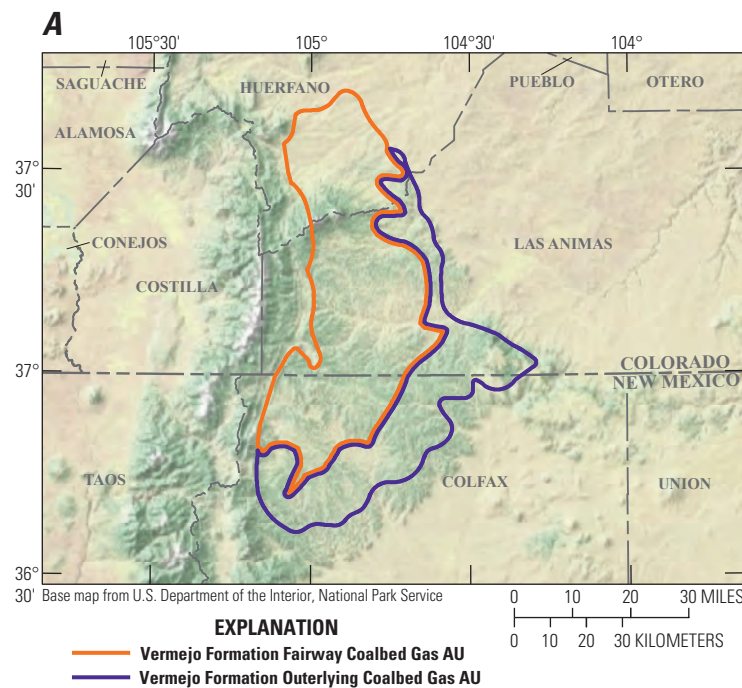 A
105°30' 105° 104°30' 104°
SAGUACHE HUERFANO PUEBLO OTERO
ALAMOSA
37°
30'
CONEJOS LAS ANIMAS
COSTILLA
37° COLORADO
NEW MEXICO
TAOS COLFAX UNION
36°
30' Base map from U.S. Department of the Interior, National Park Service
0 10 20 30 MILES
0 10 20 30 KILOMETERS
EXPLANATION
Vermejo Formation Fairway Coalbed Gas AU
Vermejo Formation Outerlying Coalbed Gas AU